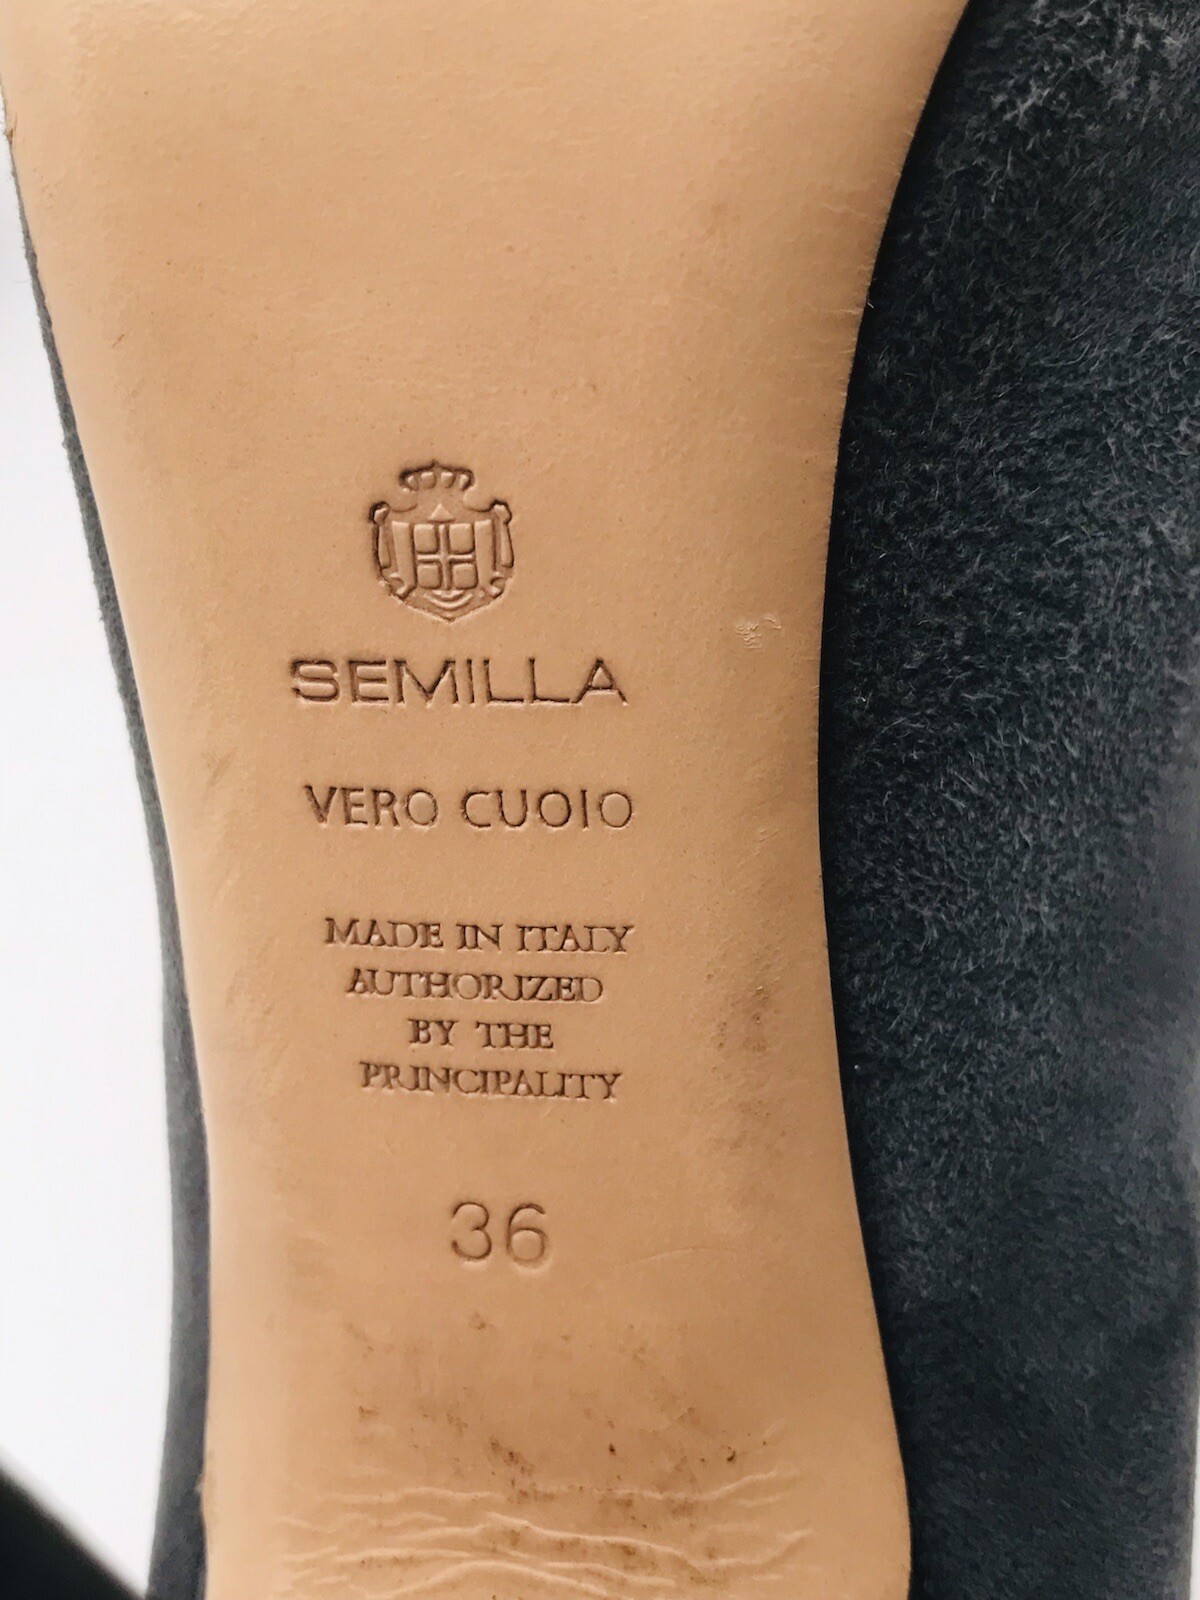 SEMILLA
VERO CUOIO
MADE IN ITALY
AUTHORIZED
BY THE
PRINCIPALITY
36